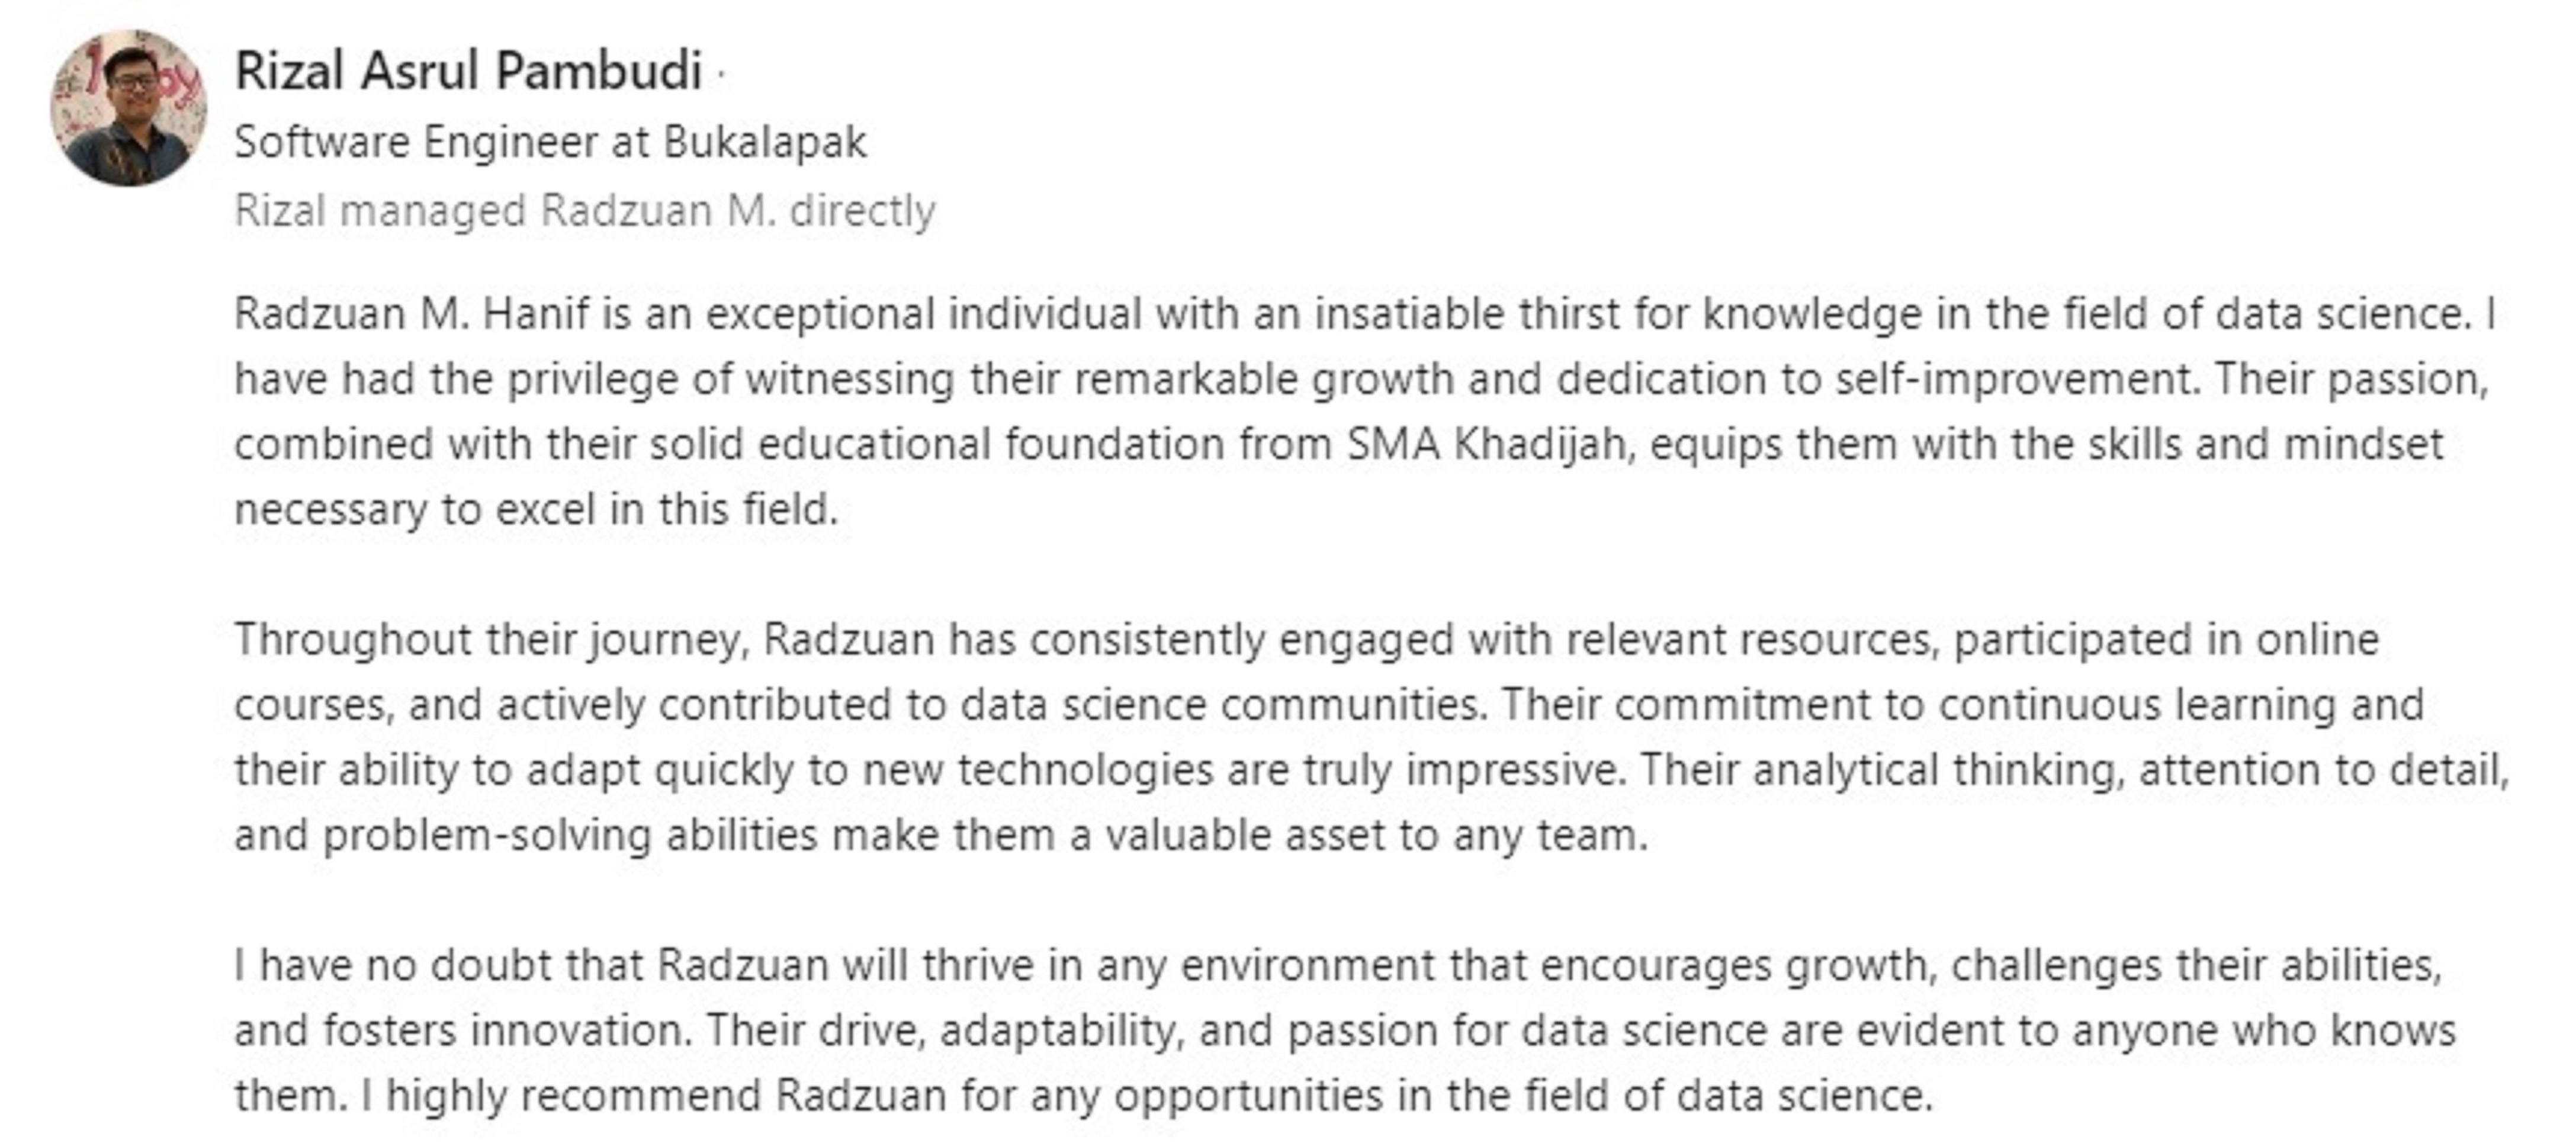 Rizal Asrul Pambudi ·
Software Engineer at Bukalapak
Rizal managed Radzuan M. directly
Radzuan M. Hanif is an exceptional individual with an insatiable thirst for knowledge in the field of data science. I
have had the privilege of witnessing their remarkable growth and dedication to self-improvement. Their passion,
combined with their solid educational foundation from SMA Khadijah, equips them with the skills and mindset
necessary to excel in this field.
Throughout their journey, Radzuan has consistently engaged with relevant resources, participated in online
courses, and actively contributed to data science communities. Their commitment to continuous learning and
their ability to adapt quickly to new technologies are truly impressive. Their analytical thinking, attention to detail,
and problem-solving abilities make them a valuable asset to any team.
I have no doubt that Radzuan will thrive in any environment that encourages growth, challenges their abilities,
and fosters innovation. Their drive, adaptability, and passion for data science are evident to anyone who knows
them. I highly recommend Radzuan for any opportunities in the field of data science.